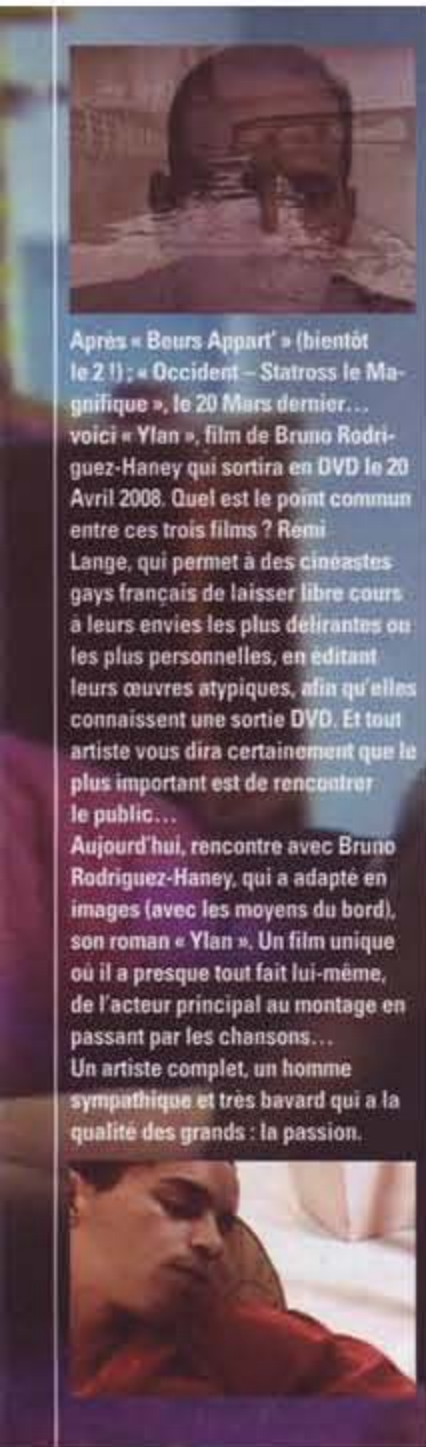 Après « Beurs Appart' » (bientôt
le 2 !) ; « Occident – Statross le Ma-
gnifique », le 20 Mars dernier...
voici « Ylan », film de Bruno Rodri-
guez-Haney qui sortira en DVD le 20
Avril 2008. Quel est le point commun
entre ces trois films ? Remi
Lange, qui permet à des cinéastes
gays français de laisser libre cours
à leurs envies les plus délirantes ou
les plus personnelles, en éditant
leurs œuvres atypiques, afin qu'elles
connaissent une sortie DVD. Et tout
artiste vous dira certainement que le
plus important est de rencontrer
le public...
Aujourd'hui, rencontre avec Bruno
Rodriguez-Haney, qui a adapté en
images (avec les moyens du bord),
son roman « Ylan ». Un film unique
où il a presque tout fait lui-même,
de l'acteur principal au montage en
passant par les chansons...
Un artiste complet, un homme
sympathique et très bavard qui a la
qualité des grands : la passion.